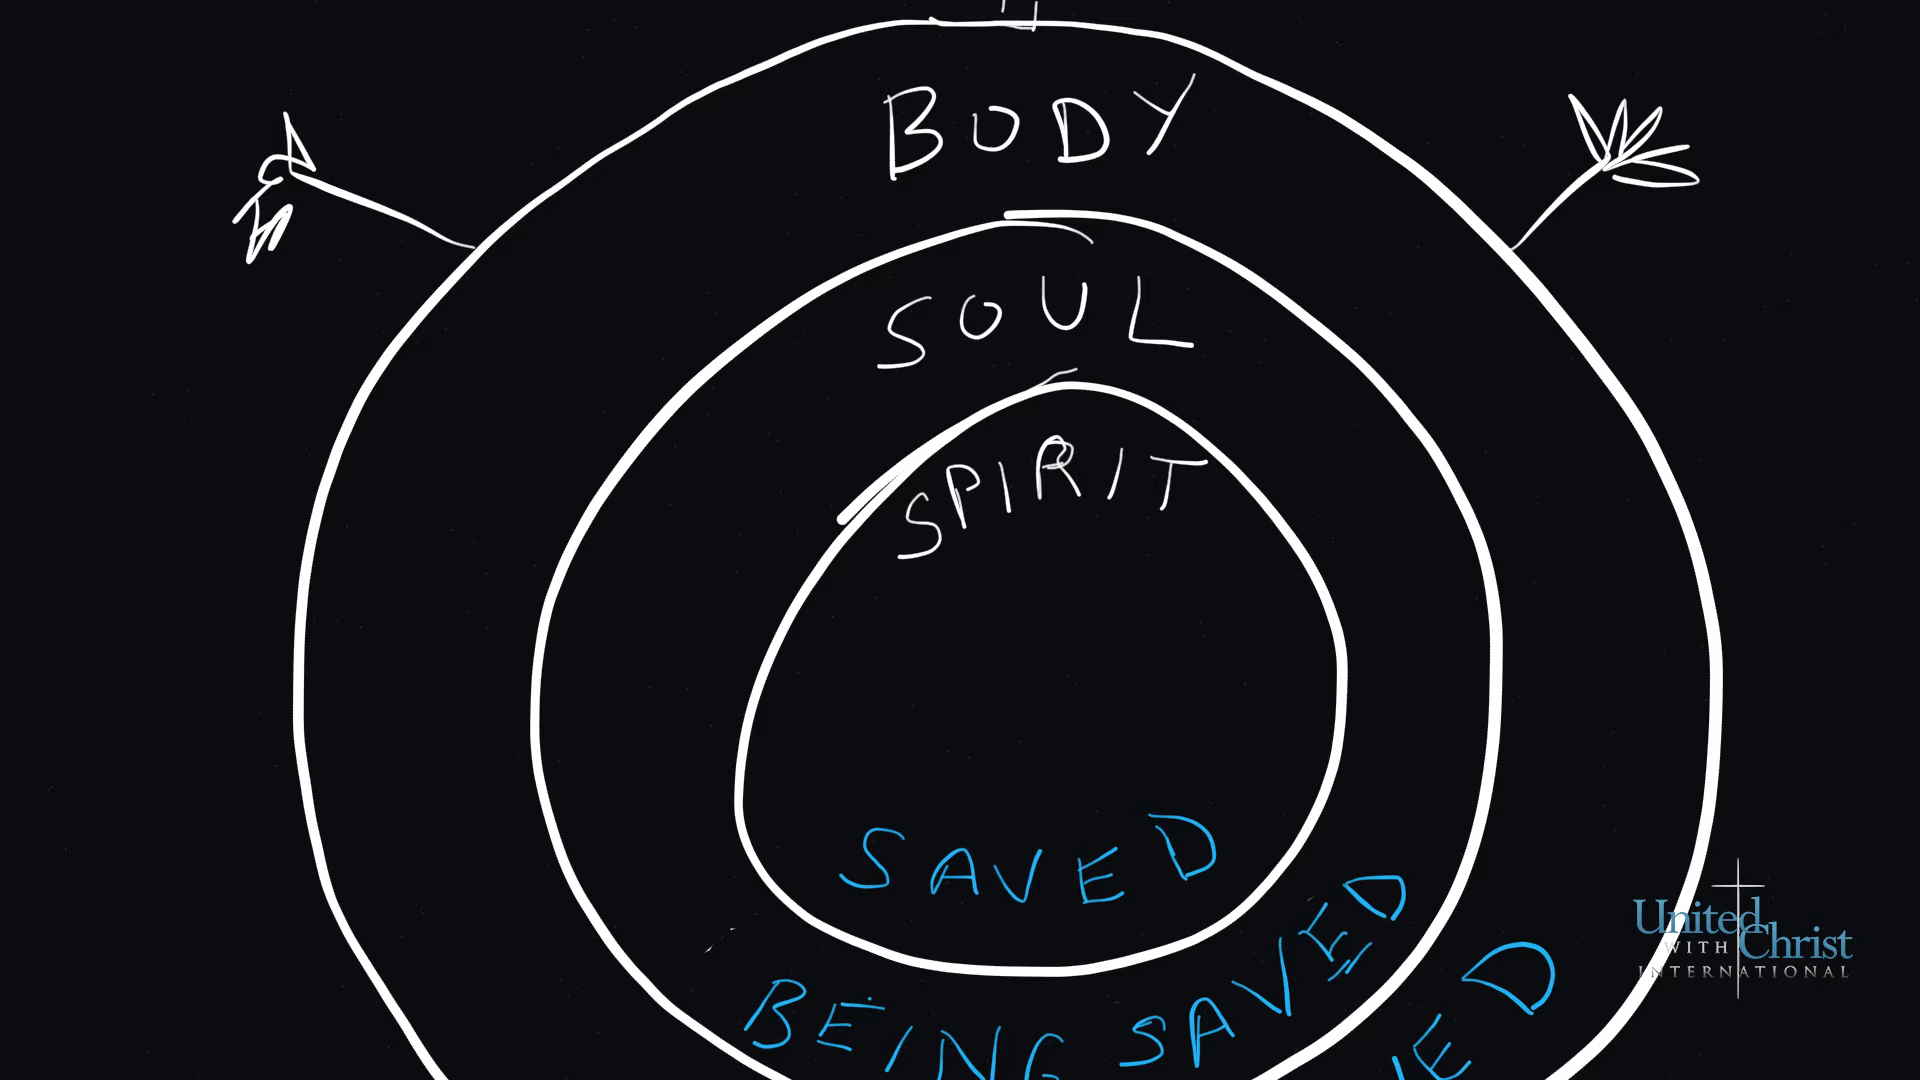 BODY
SOUL
SPIRIT
SAVED
BEING SAVED
United
WITH Christ
INTERNATIONAL